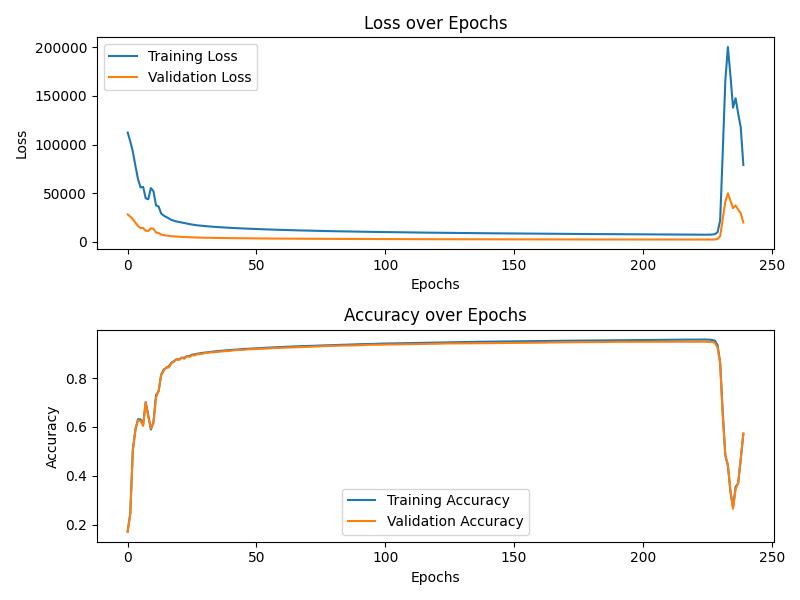 Loss over Epochs
200000
150000
100000
50000
0
Loss
Training Loss
Validation Loss
0 50 100 150 200 250
Epochs
Accuracy over Epochs
0.8
0.6
0.4
0.2
Accuracy
Training Accuracy
Validation Accuracy
0 50 100 150 200 250
Epochs